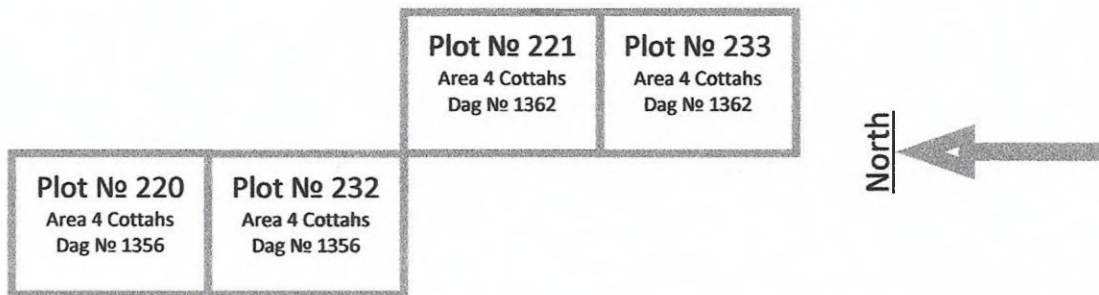 Plot № 221
Area 4 Cottahs
Dag № 1362
Plot № 233
Area 4 Cottahs
Dag № 1362
North
Plot № 220
Area 4 Cottahs
Dag № 1356
Plot № 232
Area 4 Cottahs
Dag № 1356